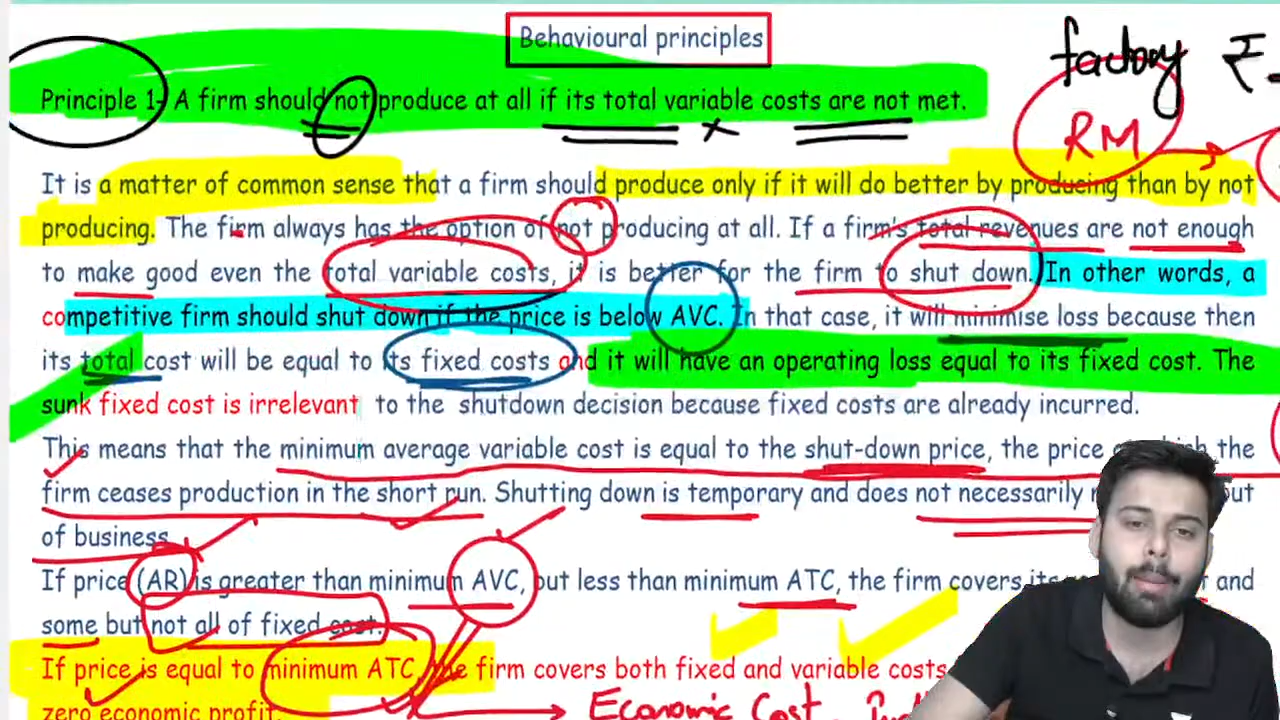 Behavioural principles
factory ₹
Principle 1- A firm should not produce at all if its total variable costs are not met.
RM
It is a matter of common sense that a firm should produce only if it will do better by producing than by not
producing. The firm always has the option of not producing at all. If a firm's total revenues are not enough
to make good even the total variable costs, it is better for the firm to shut down. In other words, a
competitive firm should shut down if the price is below AVC. In that case, it will minimise loss because then
its total cost will be equal to its fixed costs and it will have an operating loss equal to its fixed cost. The
sunk fixed cost is irrelevant to the shutdown decision because fixed costs are already incurred.
This means that the minimum average variable cost is equal to the shut-down price, the price the
firm ceases production in the short run. Shutting down is temporary and does not necessarily out
of business.
If price (AR) is greater than minimum AVC, but less than minimum ATC, the firm covers its and
some but not all of fixed cost.
If price is equal to minimum ATC, the firm covers both fixed and variable costs
zero economic profit.
Economic Cost